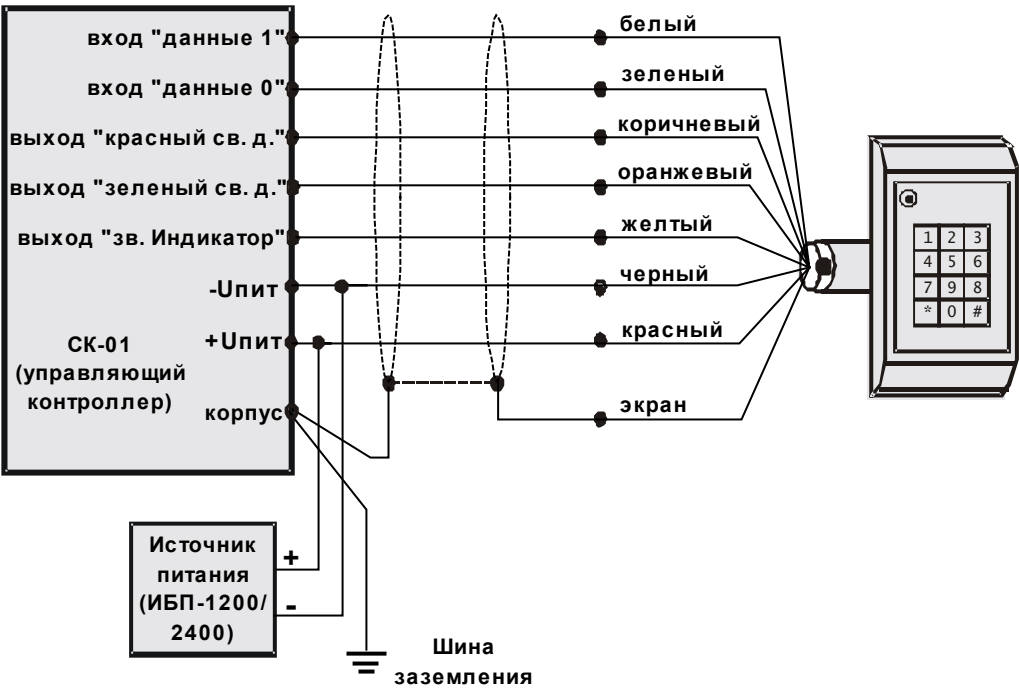 вход "данные 1"
вход "данные 0"
выход "красный св. д."
выход "зеленый св. д."
выход "зв. Индикатор"
-Uпит
+Uпит
корпус
СК-01
(управляющий
контроллер)
белый
зеленый
коричневый
оранжевый
желтый
черный
красный
экран
1 2 3
4 5 6
7 9 8
* 0 #
Источник
питания
(ИБП-1200/
2400)
+
-
Шина
заземления